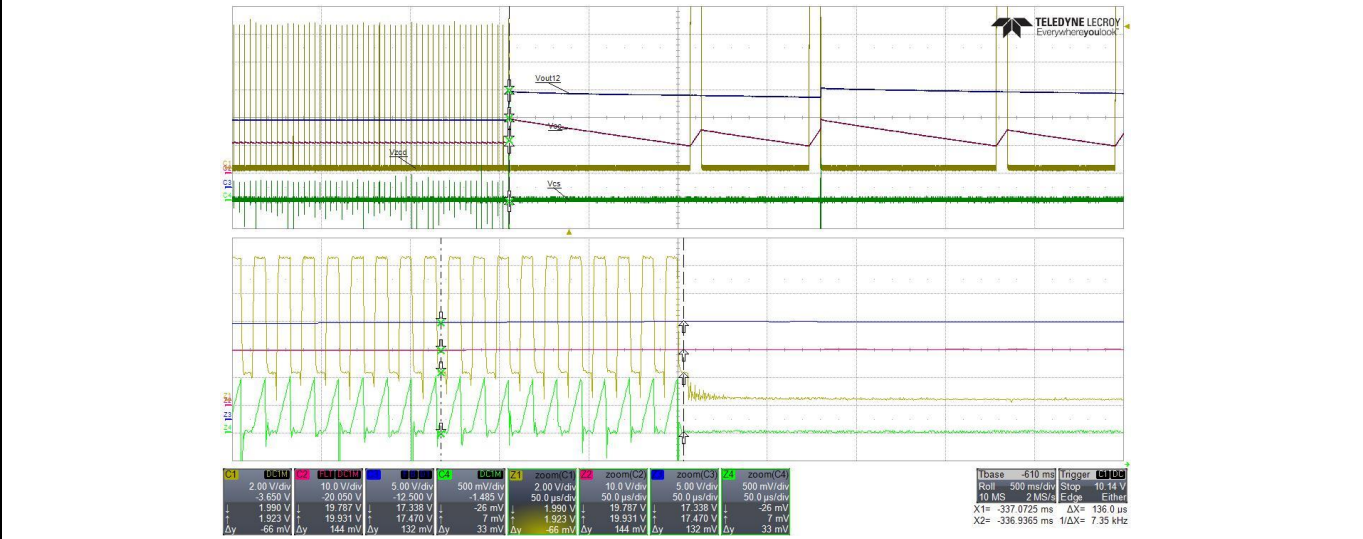 TELEDYNE LECROY
Everywhereyoulook
Vout12
Vcc
Vzcd
Vcs
C1 DC1M C2 FLT DC1M C4 DC1M Z1 zoom(C1) Z2 zoom(C2) zoom(C3) Z4 zoom(C4)
2.00 V/div 10.0 V/div 5.00 V/div 500 mV/div 2.00 V/div 10.0 V/div 5.00 V/div 500 mV/div
-3.650 V -20.050 V -12.500 V -1.485 V 50.0 µs/div 50.0 µs/div 50.0 µs/div 50.0 µs/div
↓ 1.990 V ↓ 19.787 V ↓ 17.338 V ↓ -26 mV ↓ 1.990 V ↓ 19.787 V ↓ 17.338 V ↓ -26 mV
↑ 1.923 V ↑ 19.931 V ↑ 17.470 V ↑ 7 mV ↑ 1.923 V ↑ 19.931 V ↑ 17.470 V ↑ 7 mV
Δy -66 mV Δy 144 mV Δy 132 mV Δy 33 mV Δy -66 mV Δy 144 mV Δy 132 mV Δy 33 mV
Tbase -610 ms Trigger C1 DC
Roll 500 ms/div Stop 10.14 V
10 MS 2 MS/s Edge Either
X1= -337.0725 ms ΔX= 136.0 µs
X2= -336.9365 ms 1/ΔX= 7.35 kHz